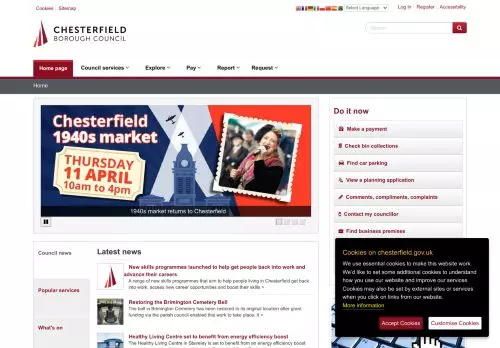 Cookies Sitemap
Select Language
Log In Register Accessibility
CHESTERFIELD
BOROUGH COUNCIL
Search
Home page Council services Explore Pay Report Request
Home
Chesterfield
1940s market
THURSDAY
11 APRIL
10am to 4pm
1940s market returns to Chesterfield
Do it now
Make a payment
Check bin collections
Find car parking
View a planning application
Comments, compliments, complaints
Contact my councillor
Find business premises
Council news
Popular services
What's on
Latest news
New skills programmes launched to help get people back into work and
advance their careers
A range of new skills programmes that aim to help people living in Chesterfield get back
into work, access new career opportunities and boost their skills >
Restoring the Brimington Cemetery Bell
The bell in Brimington Cemetery has been restored to its original location after grant
funding via the parish council enabled that work to take place. It >
Healthy Living Centre set to benefit from energy efficiency boost
The Healthy Living Centre in Staveley is set to benefit from an energy efficiency boost
Cookies on chesterfield.gov.uk
We use essential cookies to make this website work.
We'd like to set some additional cookies to understand
how you use our website and improve our services.
Cookies may also be set by external sites or services
when you click on links from our website.
More information
Accept Cookies Customise Cookies